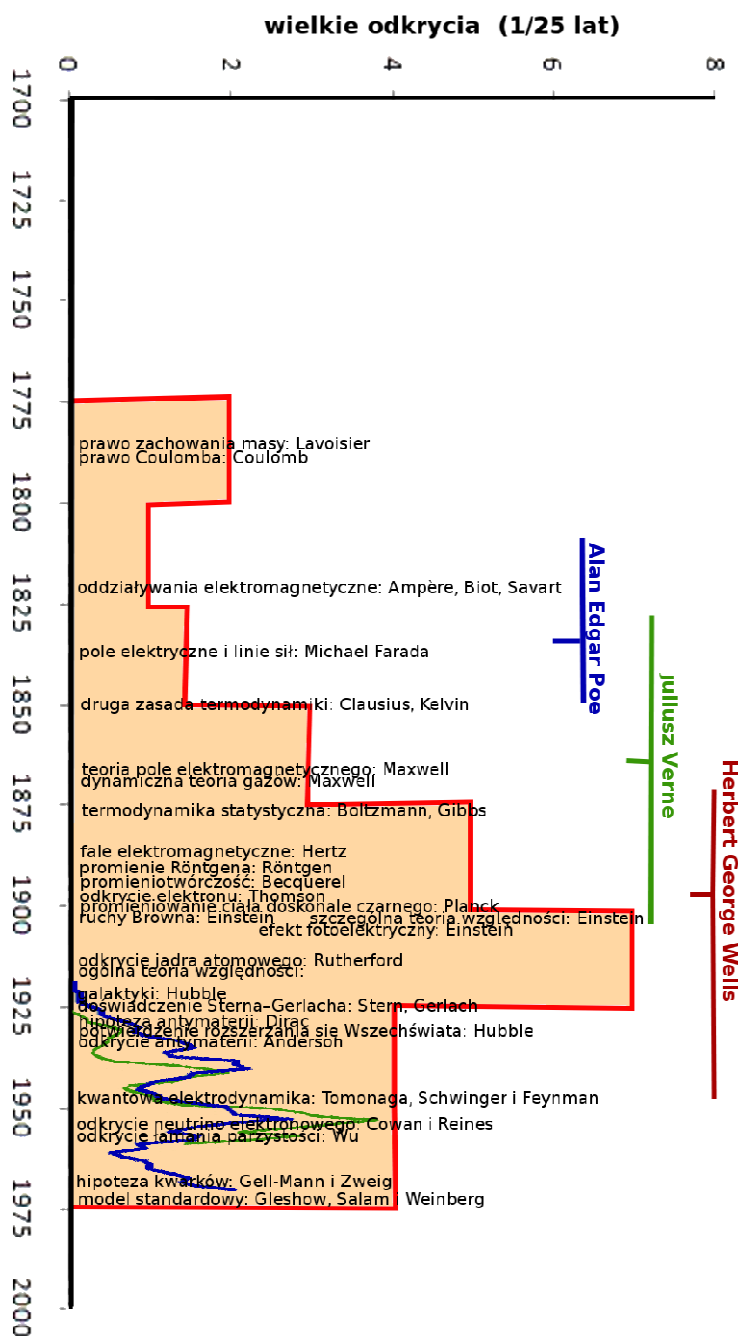 wielkie odkrycia (1/25 lat)
0 2 4 6 8
1700
1725
1750
1775
prawo zachowania masy: Lavoisier
prawo Coulomba: Coulomb
1800
Alan Edgar Poe
oddziaływania elektromagnetyczne: Ampère, Biot, Savart
1825
pole elektryczne i linie sił: Michael Farada
juliusz Verne
1850
druga zasada termodynamiki: Clausius, Kelvin
Herbert George Wells
teoria pole elektromagnetycznego: Maxwell
dynamiczna teoria gazów: Maxwell
1875
termodynamika statystyczna: Boltzmann, Gibbs
fale elektromagnetyczne: Hertz
promienie Röntgena: Röntgen
promieniotwórczość: Becquerel
odkrycie elektronu: Thomson
promieniowanie ciała doskonale czarnego: Planck
1900
ruchy Browna: Einstein szczególna teoria względności: Einstein
efekt fotoelektryczny: Einstein
odkrycie jadra atomowego: Rutherford
ogólna teoria względności:
galaktyki: Hubble
doświadczenie Sterna–Gerlacha: Stern, Gerlach
1925
hipoteza antymaterii: Dirac
potwierdzenie rozszerzania się Wszechświata: Hubble
odkrycie antymaterii: Anderson
kwantowa elektrodynamika: Tomonaga, Schwinger i Feynman
1950
odkrycie neutrino elektronowego: Cowan i Reines
odkrycie łamania parzystości: Wu
hipoteza kwarków: Gell-Mann i Zweig
model standardowy: Gleshow, Salam i Weinberg
1975
2000